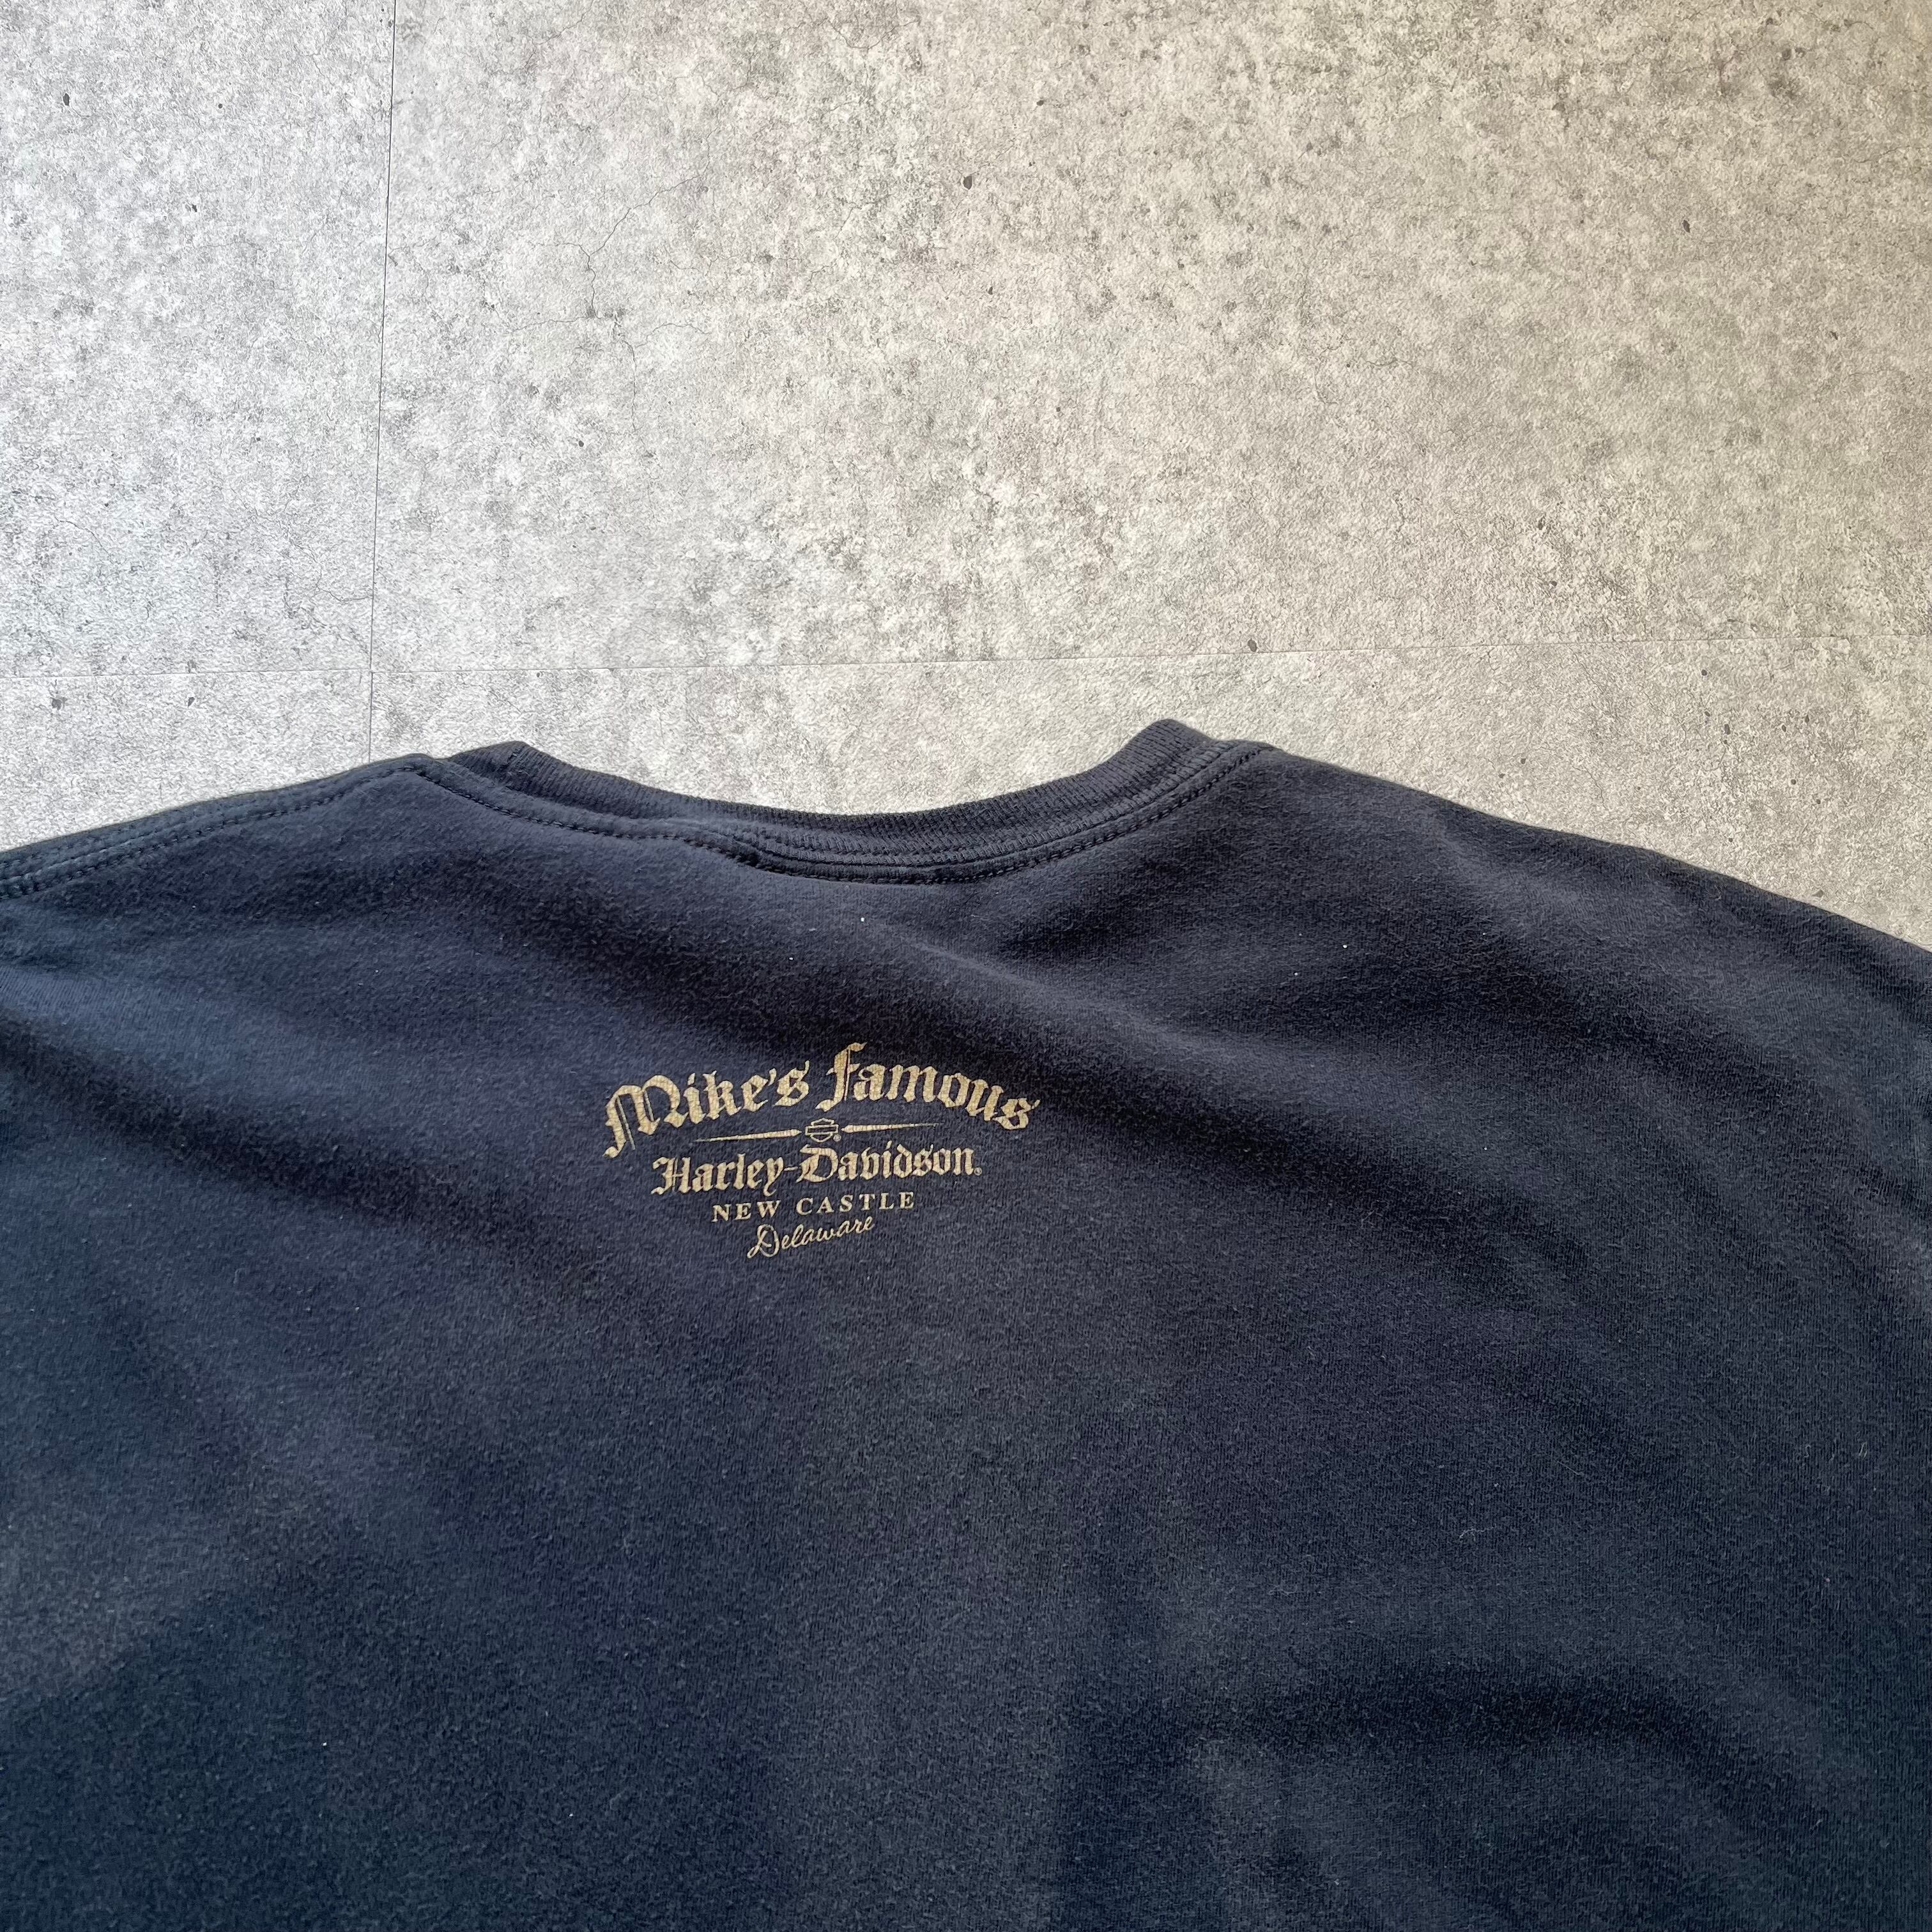 Mike's Famous
Harley-Davidson®
NEW CASTLE
Delaware